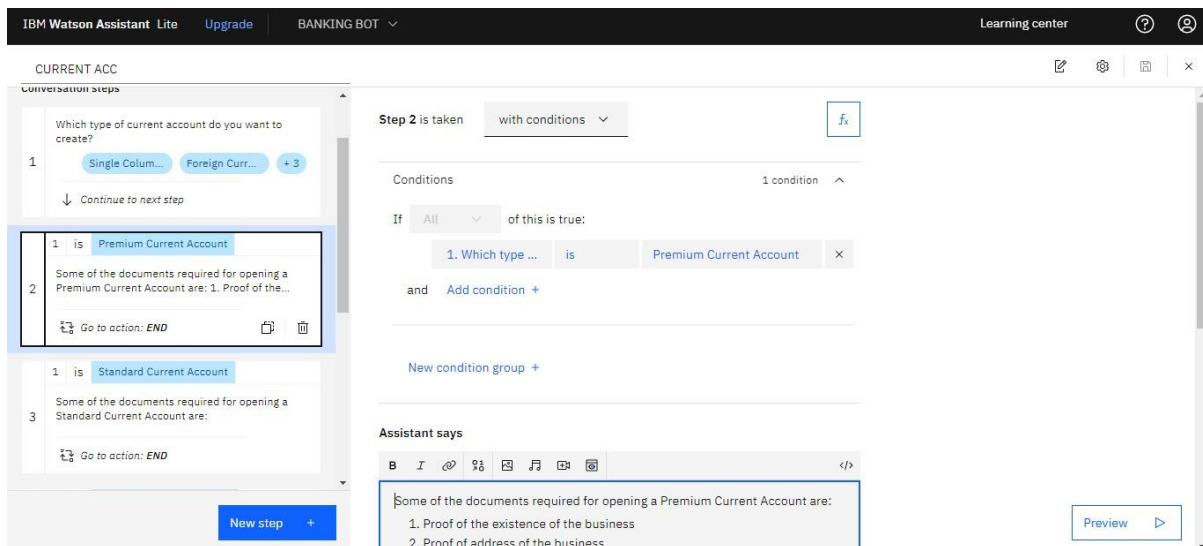 IBM Watson Assistant Lite Upgrade BANKING BOT Learning center
CURRENT ACC
Conversation steps
Which type of current account do you want to
create?
1
Single Colum... Foreign Curr... + 3
Continue to next step
1 is Premium Current Account
Some of the documents required for opening a
Premium Current Account are: 1. Proof of the...
2
Go to action: END
1 is Standard Current Account
Some of the documents required for opening a
Standard Current Account are:
3
Go to action: END
New step +
Step 2 is taken with conditions
fx
Conditions 1 condition
If All of this is true:
1. Which type ... is Premium Current Account
and Add condition +
New condition group +
Assistant says
B I </>
Some of the documents required for opening a Premium Current Account are:
1. Proof of the existence of the business
2. Proof of address of the business
Preview